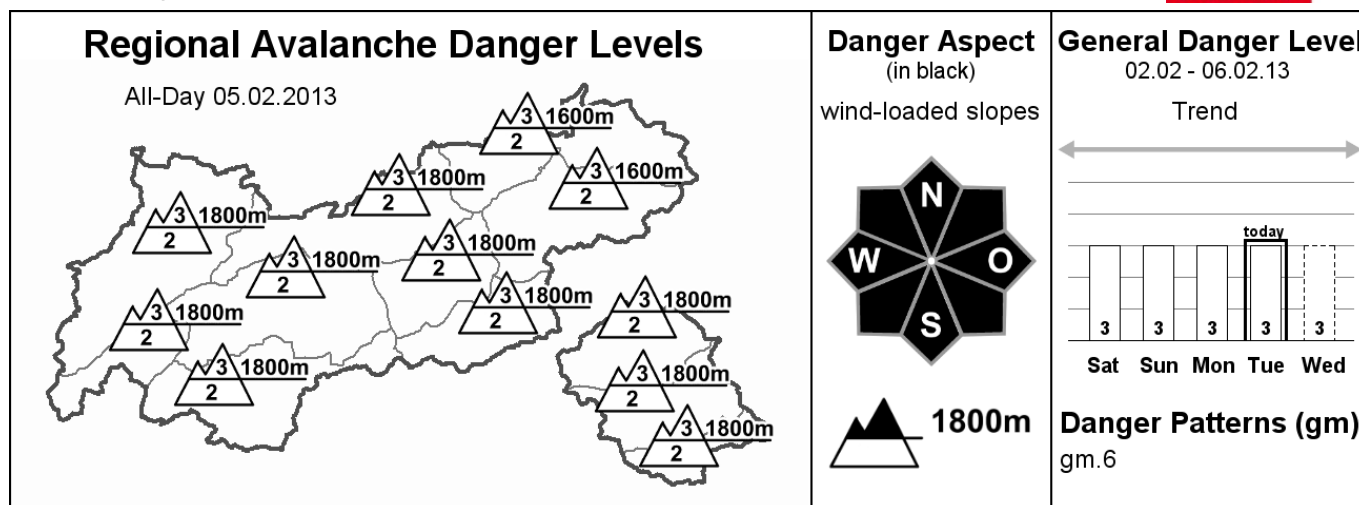 Regional Avalanche Danger Levels
All-Day 05.02.2013
3 1600m
2
3 1600m
2
3 1800m
2
3 1800m
2
3 1800m
2
3 1800m
2
3 1800m
2
3 1800m
2
3 1800m
2
3 1800m
2
3 1800m
2
3 1800m
2
Danger Aspect
(in black)
wind-loaded slopes
N
W O
S
1800m
General Danger Level
02.02 - 06.02.13
Trend
today
3 3 3 3 3
Sat Sun Mon Tue Wed
Danger Patterns (gm)
gm.6